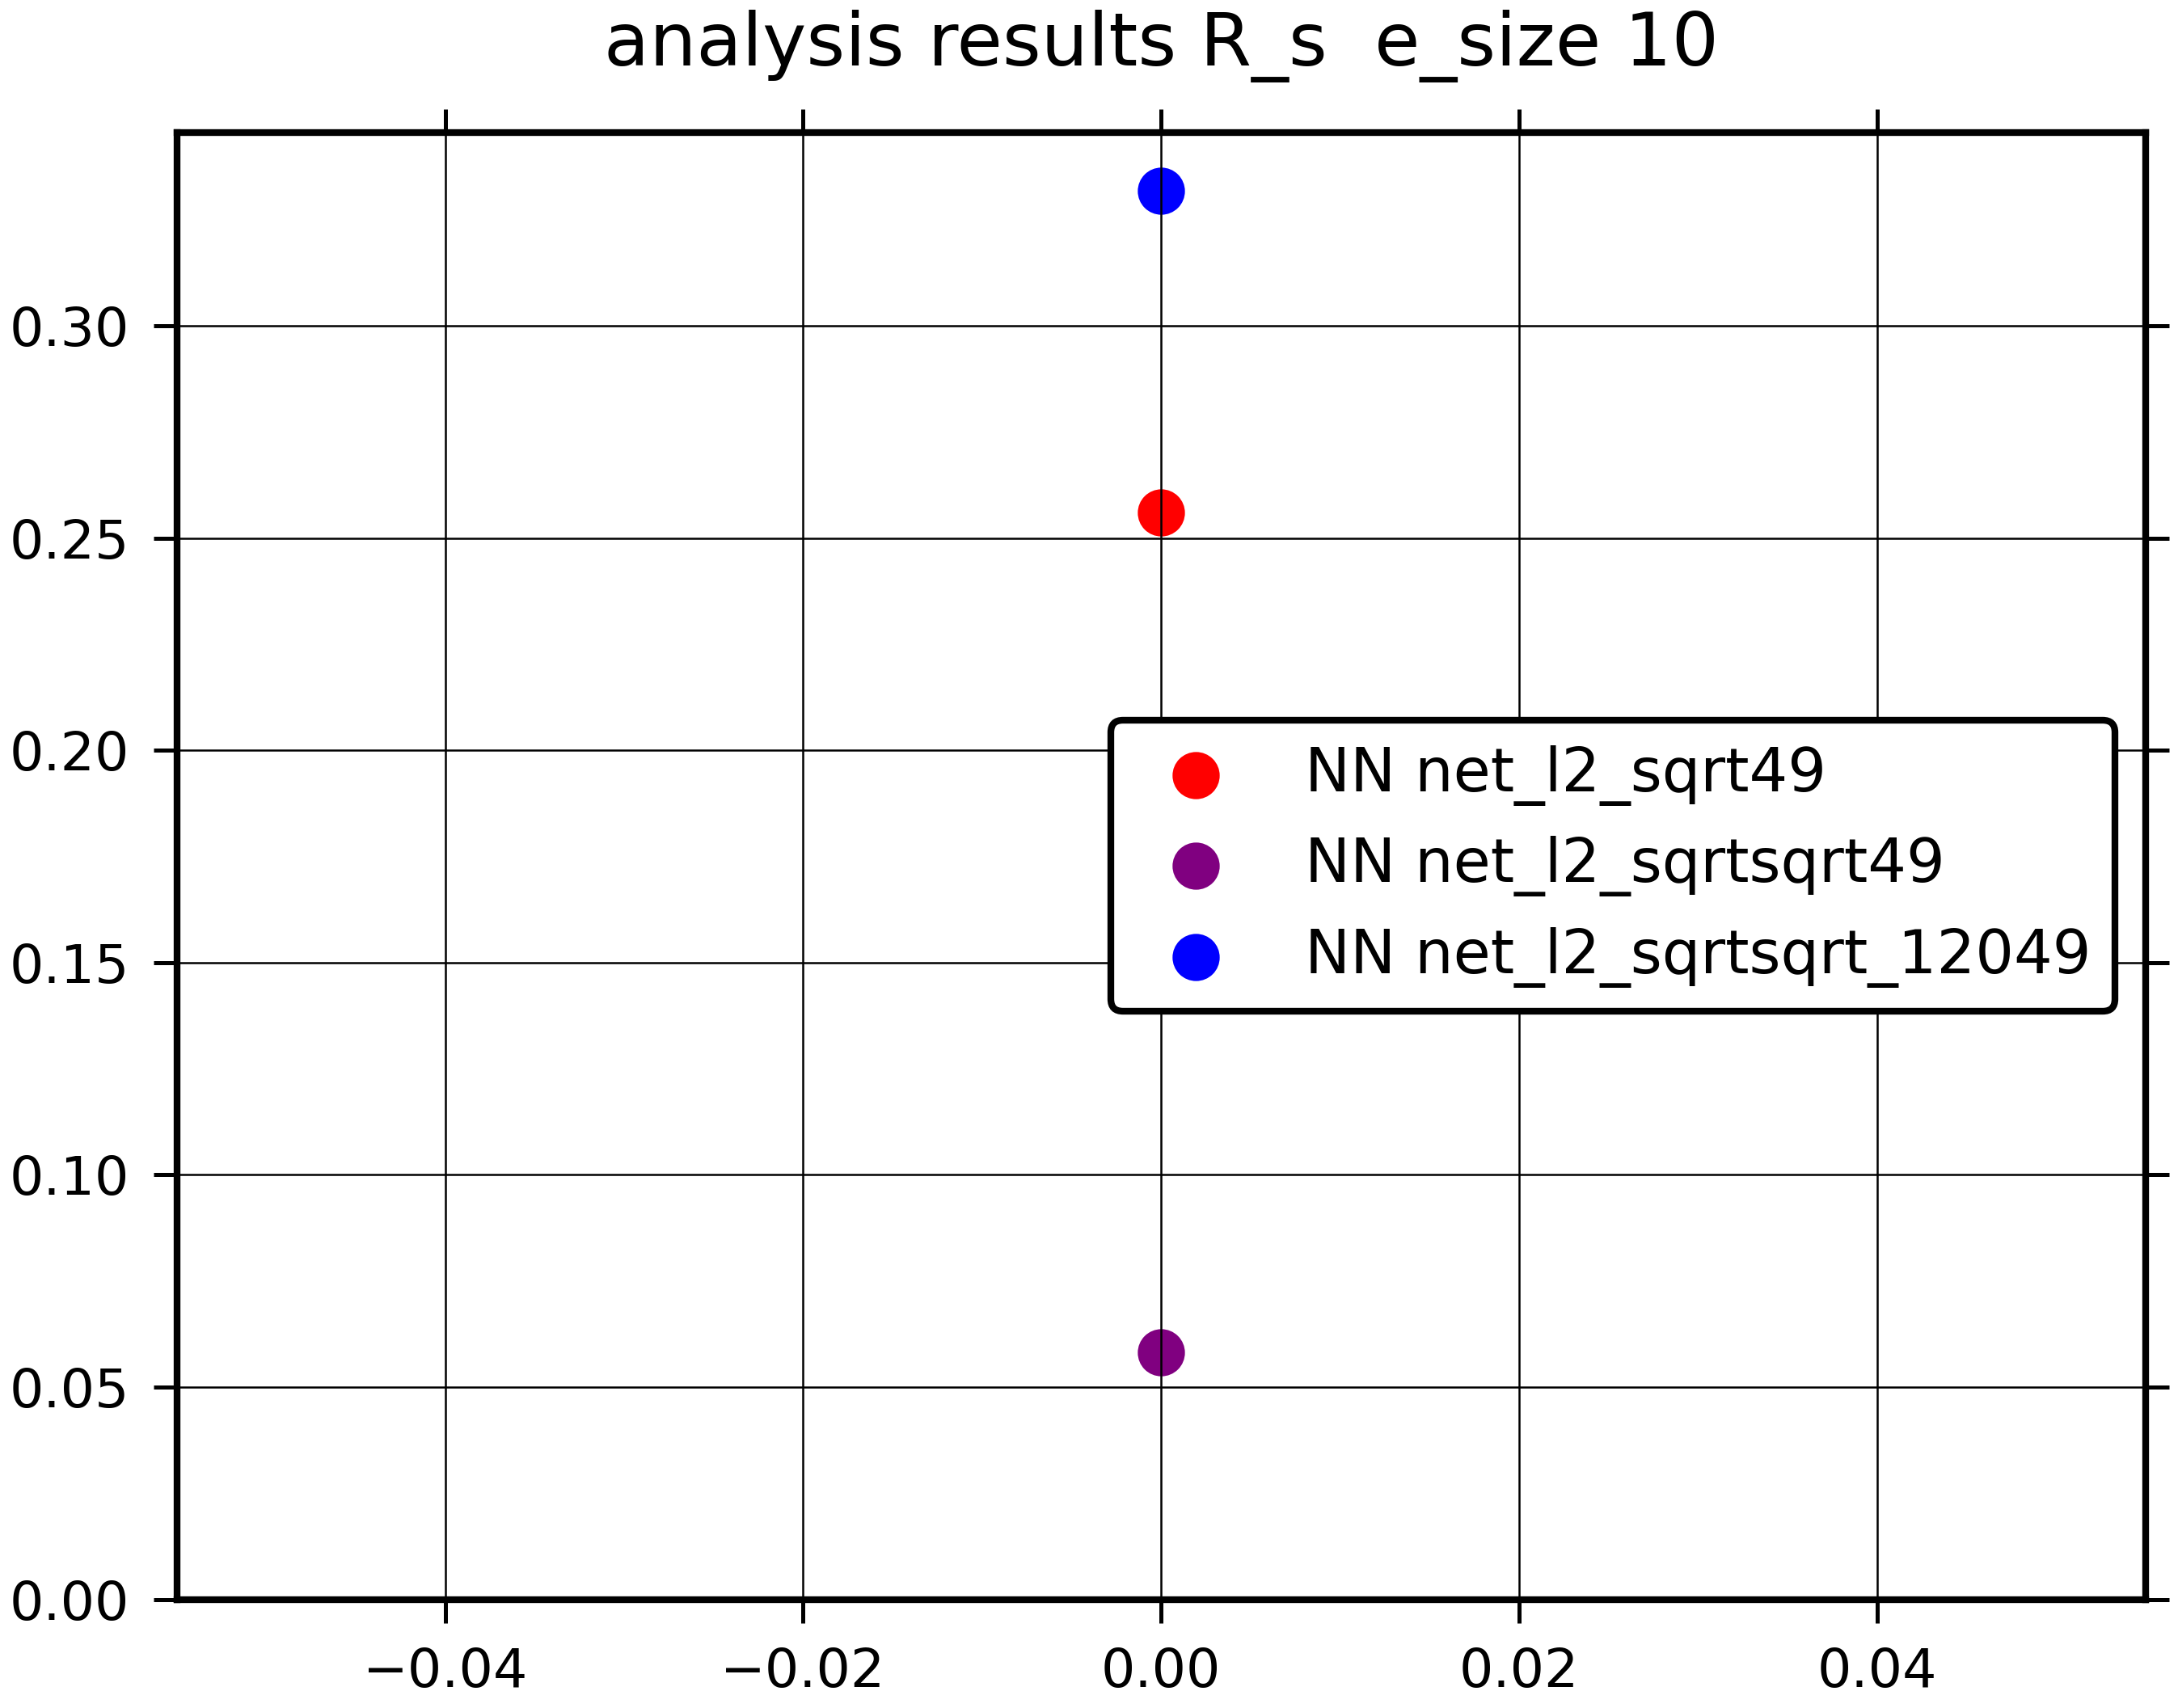 analysis results R_s  e_size 10
0.30
0.25
0.20
0.15
0.10
0.05
0.00
NN net_l2_sqrt49
NN net_l2_sqrtsqrt49
NN net_l2_sqrtsqrt_12049
−0.04 −0.02 0.00 0.02 0.04